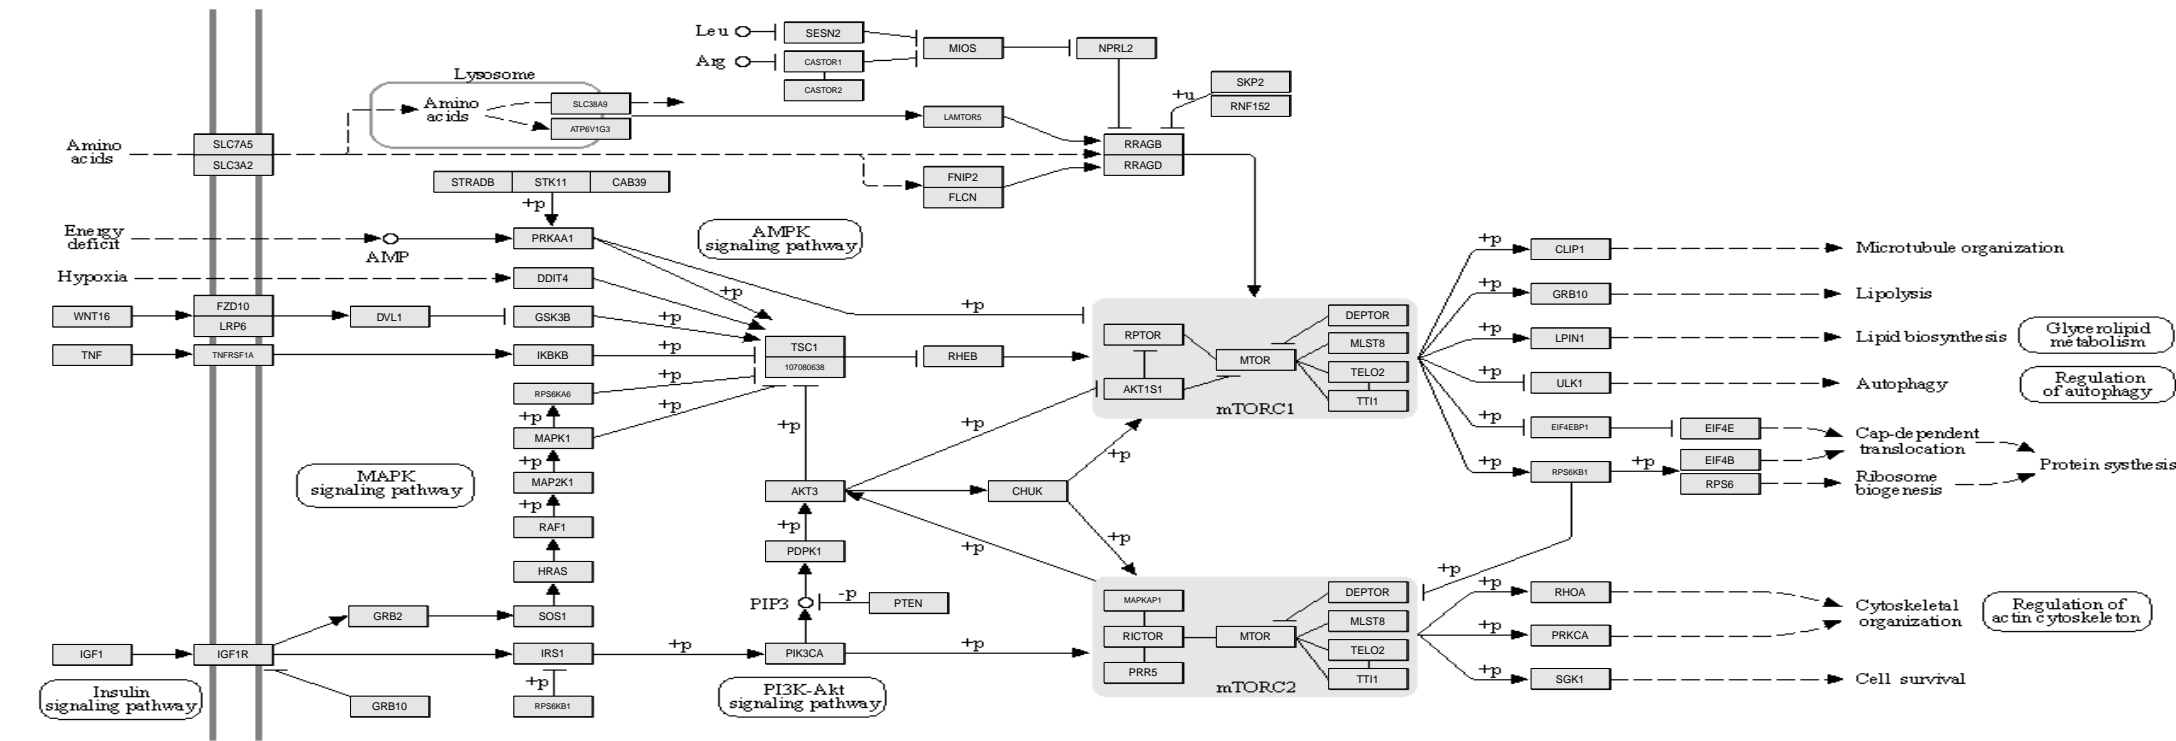 Leu
SESN2
MIOS
NPRL2
Arg
CASTOR1
CASTOR2
SKP2
RNF152
+u
Lysosome
Amino
acids
SLC38A9
ATP6V1G3
LAMTOR5
Amino
acids
SLC7A5
SLC3A2
RRAGB
RRAGD
FNIP2
FLCN
STRADB
STK11
CAB39
+p
Energy
deficit
AMP
PRKAA1
AMPK
signaling pathway
Hypoxia
DDIT4
+p
+p
WNT16
FZD10
LRP6
DVL1
GSK3B
+p
TNF
TNFRSF1A
IKBKB
+p
TSC1
107080638
RHEB
RPS6KA6
+p
+p
MAPK1
+p
+p
MAP2K1
+p
RAF1
HRAS
SOS1
GRB2
MAPK
signaling pathway
RPTOR
MTOR
AKT1S1
DEPTOR
MLST8
TELO2
TTI1
mTORC1
+p
CLIP1
Microtubule organization
+p
GRB10
Lipolysis
+p
LPIN1
Lipid biosynthesis
Glycerolipid
metabolism
+p
ULK1
Autophagy
Regulation
of autophagy
+p
EIF4EBP1
EIF4E
Cap-dependent
translocation
+p
RPS6KB1
+p
EIF4B
RPS6
Ribosome
biogenesis
Protein systhesis
+p
+p
+p
AKT3
CHUK
+p
+p
+p
PDPK1
PIP3
-p
PTEN
IGF1
IGF1R
IRS1
+p
PIK3CA
+p
Insulin
signaling pathway
GRB10
+p
RPS6KB1
PI3K-Akt
signaling pathway
MAPKAP1
RICTOR
PRR5
MTOR
DEPTOR
MLST8
TELO2
TTI1
mTORC2
+p
+p
RHOA
+p
PRKCA
Cytoskeletal
organization
Regulation of
actin cytoskeleton
+p
SGK1
Cell survival